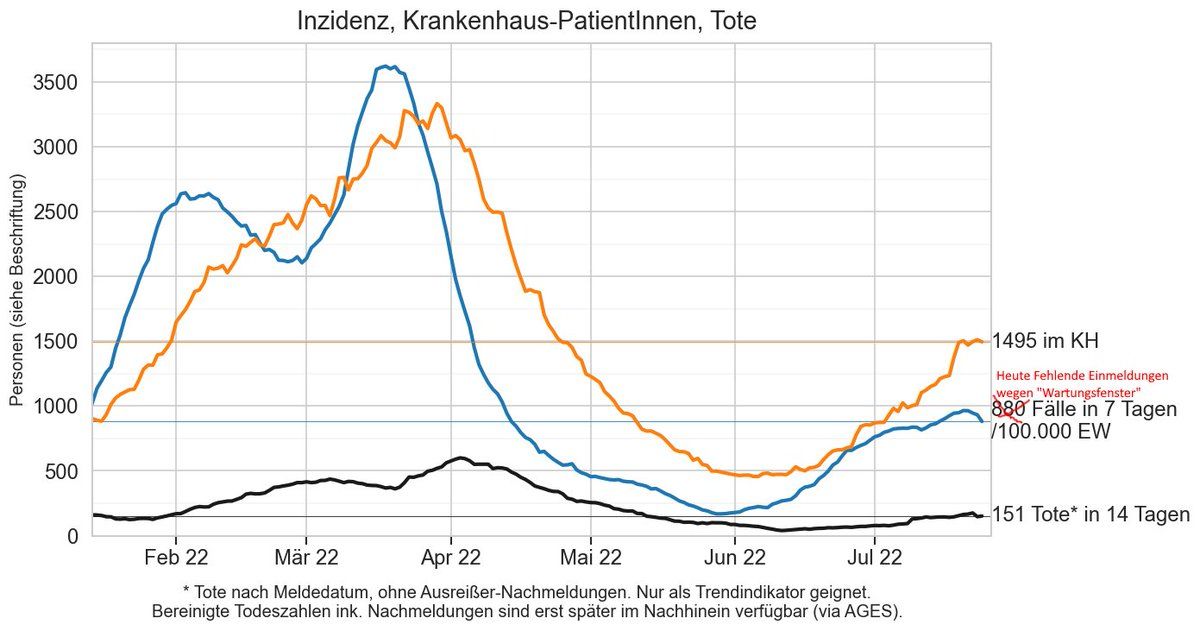 Inzidenz, Krankenhaus-PatientInnen, Tote
Personen (siehe Beschriftung)
3500
3000
2500
2000
1500
1000
500
0
1495 im KH
Heute Fehlende Einmeldungen
wegen "Wartungsfenster"
880 Fälle in 7 Tagen
/100.000 EW
151 Tote* in 14 Tagen
Feb 22
Mär 22
Apr 22
Mai 22
Jun 22
Jul 22
* Tote nach Meldedatum, ohne Ausreißer-Nachmeldungen. Nur als Trendindikator geignet.
Bereinigte Todeszahlen ink. Nachmeldungen sind erst später im Nachhinein verfügbar (via AGES).